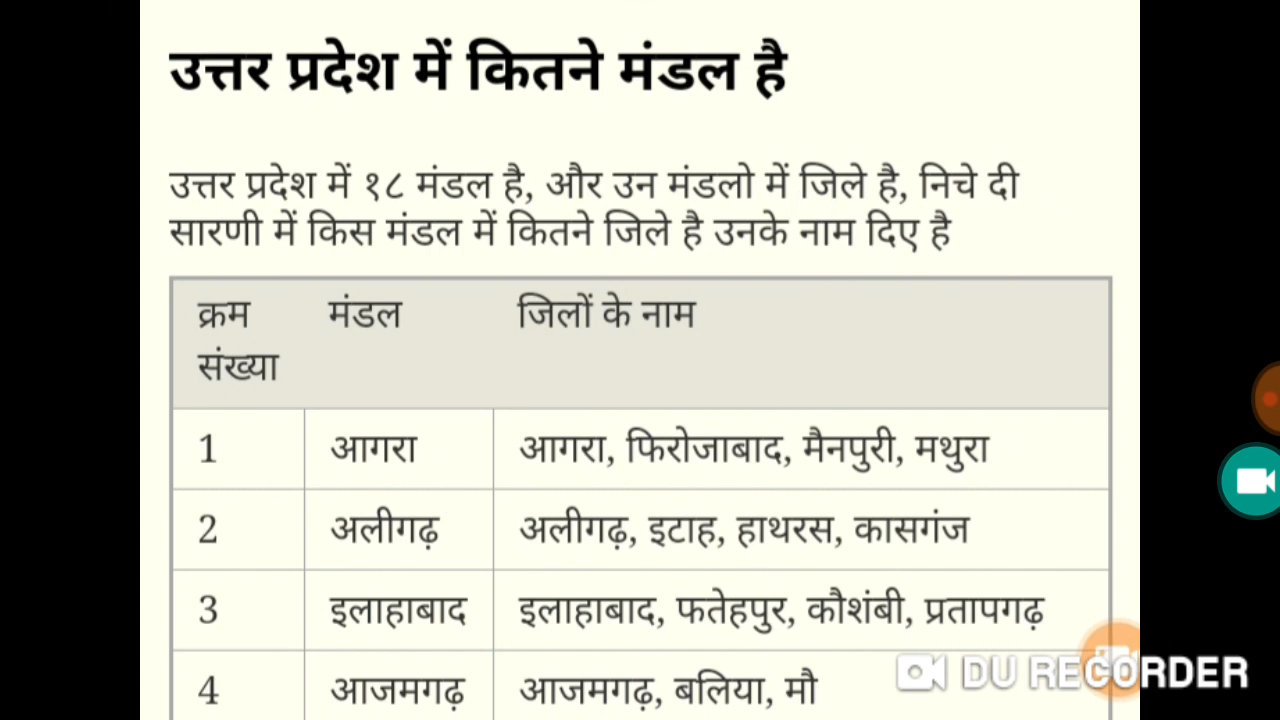 उत्तर प्रदेश में कितने मंडल है
उत्तर प्रदेश में १८ मंडल है, और उन मंडलो में जिले है, निचे दी
सारणी में किस मंडल में कितने जिले है उनके नाम दिए है
क्रम संख्या मंडल जिलों के नाम
1 आगरा आगरा, फिरोजाबाद, मैनपुरी, मथुरा
2 अलीगढ़ अलीगढ़, इटाह, हाथरस, कासगंज
3 इलाहाबाद इलाहाबाद, फतेहपुर, कौशंबी, प्रतापगढ़
4 आजमगढ़ आजमगढ़, बलिया, मौ
DU RECORDER